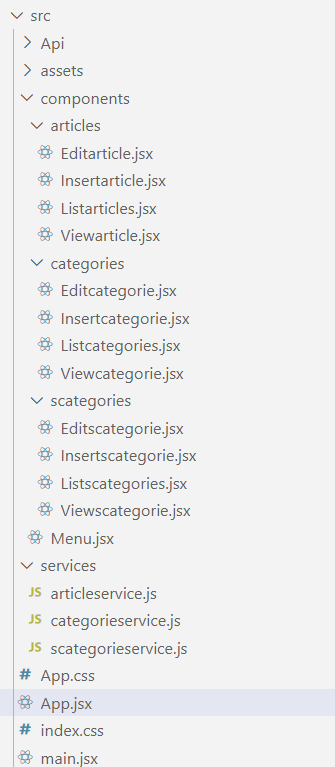 src
Api
assets
components
articles
Editarticle.jsx
Insertarticle.jsx
Listarticles.jsx
Viewarticle.jsx
categories
Editcategorie.jsx
Insertcategorie.jsx
Listcategories.jsx
Viewcategorie.jsx
scategories
Editscategorie.jsx
Insertscategorie.jsx
Listscategories.jsx
Viewscategorie.jsx
Menu.jsx
services
JS articleservice.js
JS categorieservice.js
JS scategorieservice.js
# App.css
App.jsx
# index.css
main.jsx